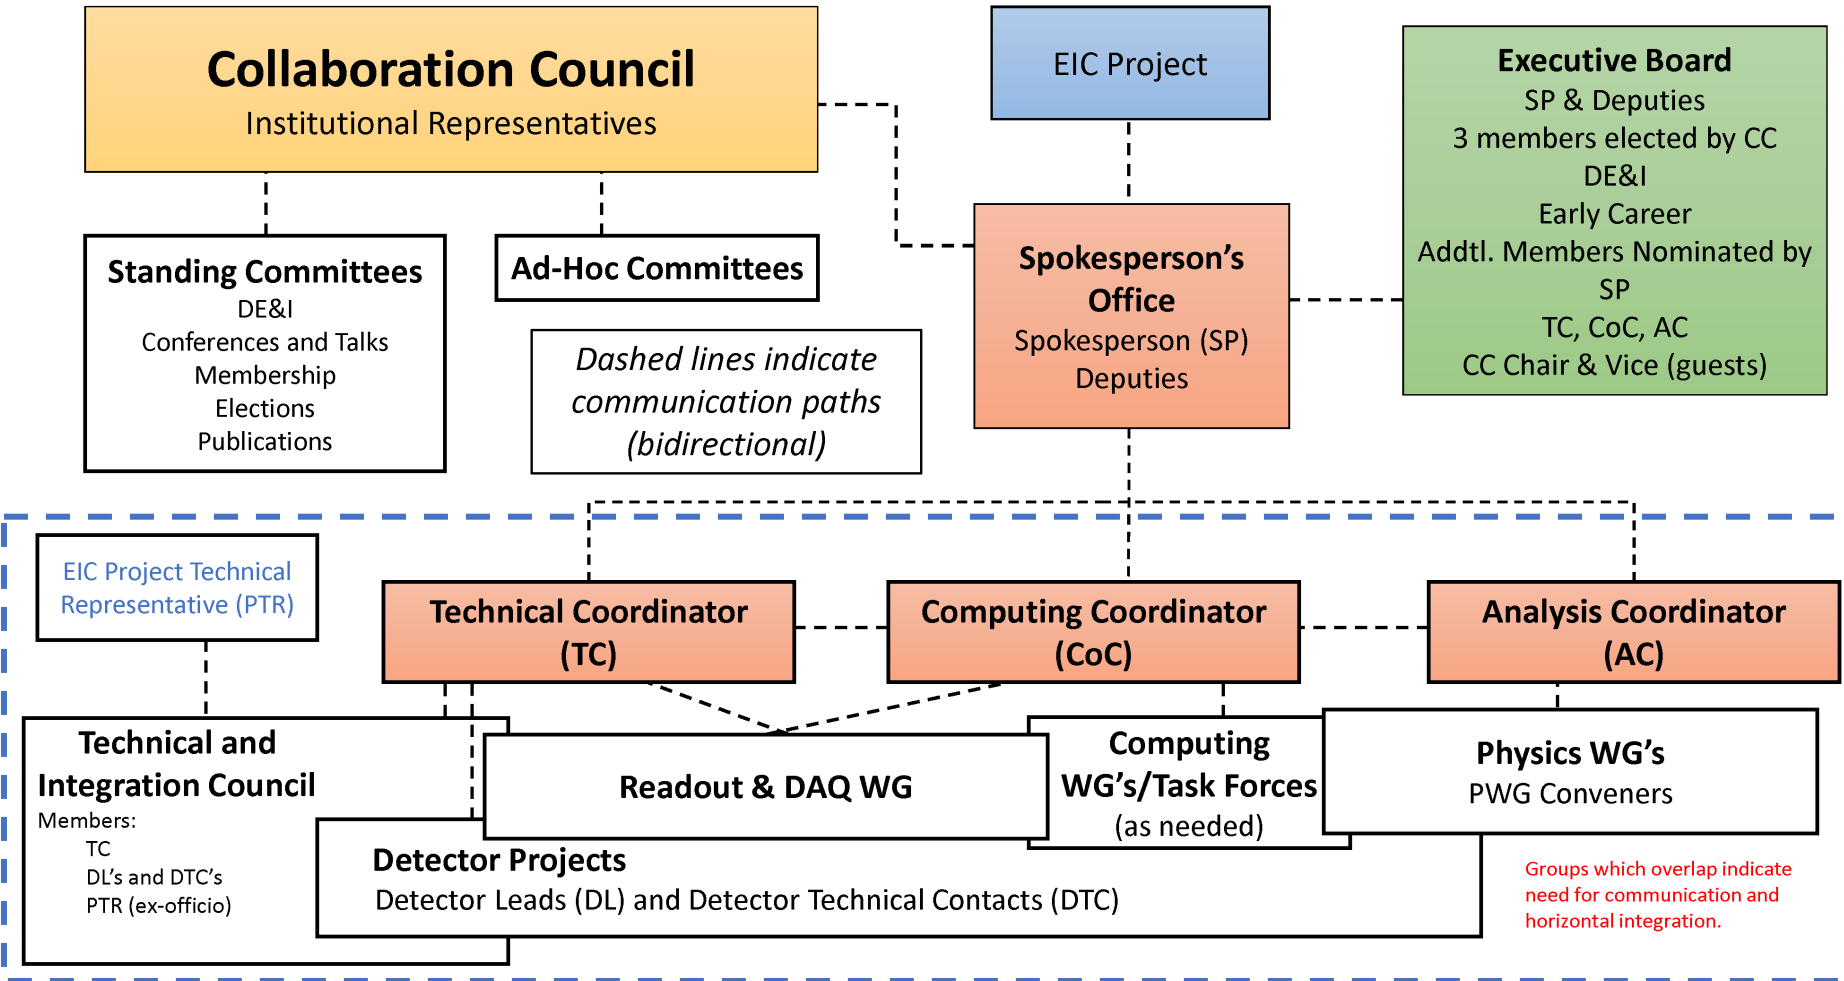 Collaboration Council
Institutional Representatives
EIC Project
Executive Board
SP & Deputies
3 members elected by CC
DE&I
Early Career
Addtl. Members Nominated by
SP
TC, CoC, AC
CC Chair & Vice (guests)
Standing Committees
DE&I
Conferences and Talks
Membership
Elections
Publications
Ad-Hoc Committees
Spokesperson’s
Office
Spokesperson (SP)
Deputies
Dashed lines indicate
communication paths
(bidirectional)
EIC Project Technical
Representative (PTR)
Technical Coordinator
(TC)
Computing Coordinator
(CoC)
Analysis Coordinator
(AC)
Technical and
Integration Council
Members:
TC
DL’s and DTC’s
PTR (ex-officio)
Readout & DAQ WG
Computing
WG’s/Task Forces
(as needed)
Physics WG’s
PWG Conveners
Detector Projects
Detector Leads (DL) and Detector Technical Contacts (DTC)
Groups which overlap indicate
need for communication and
horizontal integration.